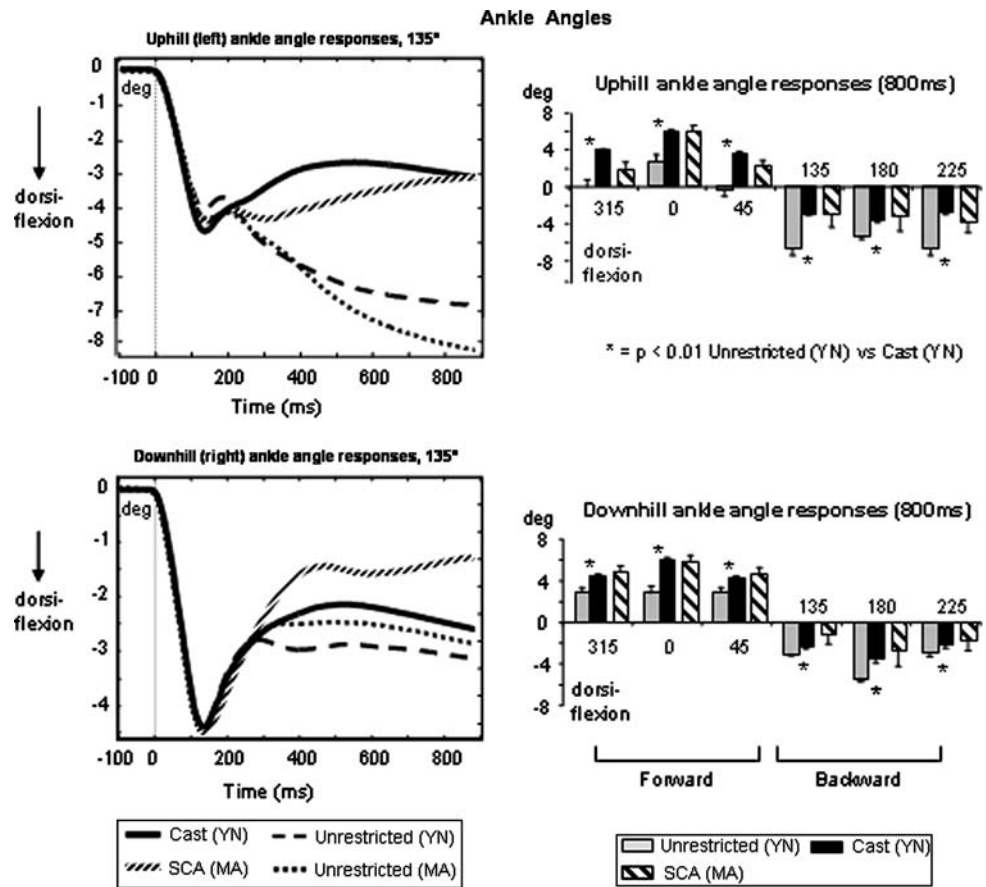 Ankle Angles
Uphill (left) ankle angle responses, 135°
0
deg
-1
-2
-3
-4
-5
-6
-7
-8
dorsi-
flexion
-100 0 200 400 600 800
Time (ms)
Uphill ankle angle responses (800ms)
deg
8
4
0
-4
-8
* * *
135 180 225
315 0 45
dorsi-
flexion
* * *
* = p < 0.01 Unrestricted (YN) vs Cast (YN)
Downhill (right) ankle angle responses, 135°
0
deg
-1
-2
-3
-4
dorsi-
flexion
-100 0 200 400 600 800
Time (ms)
Cast (YN) Unrestricted (YN)
SCA (MA) Unrestricted (MA)
Downhill ankle angle responses (800ms)
deg
8
4
0
-4
-8
* * *
135 180 225
315 0 45
dorsi-
flexion
* * *
Forward Backward
Unrestricted (YN) Cast (YN)
SCA (MA)